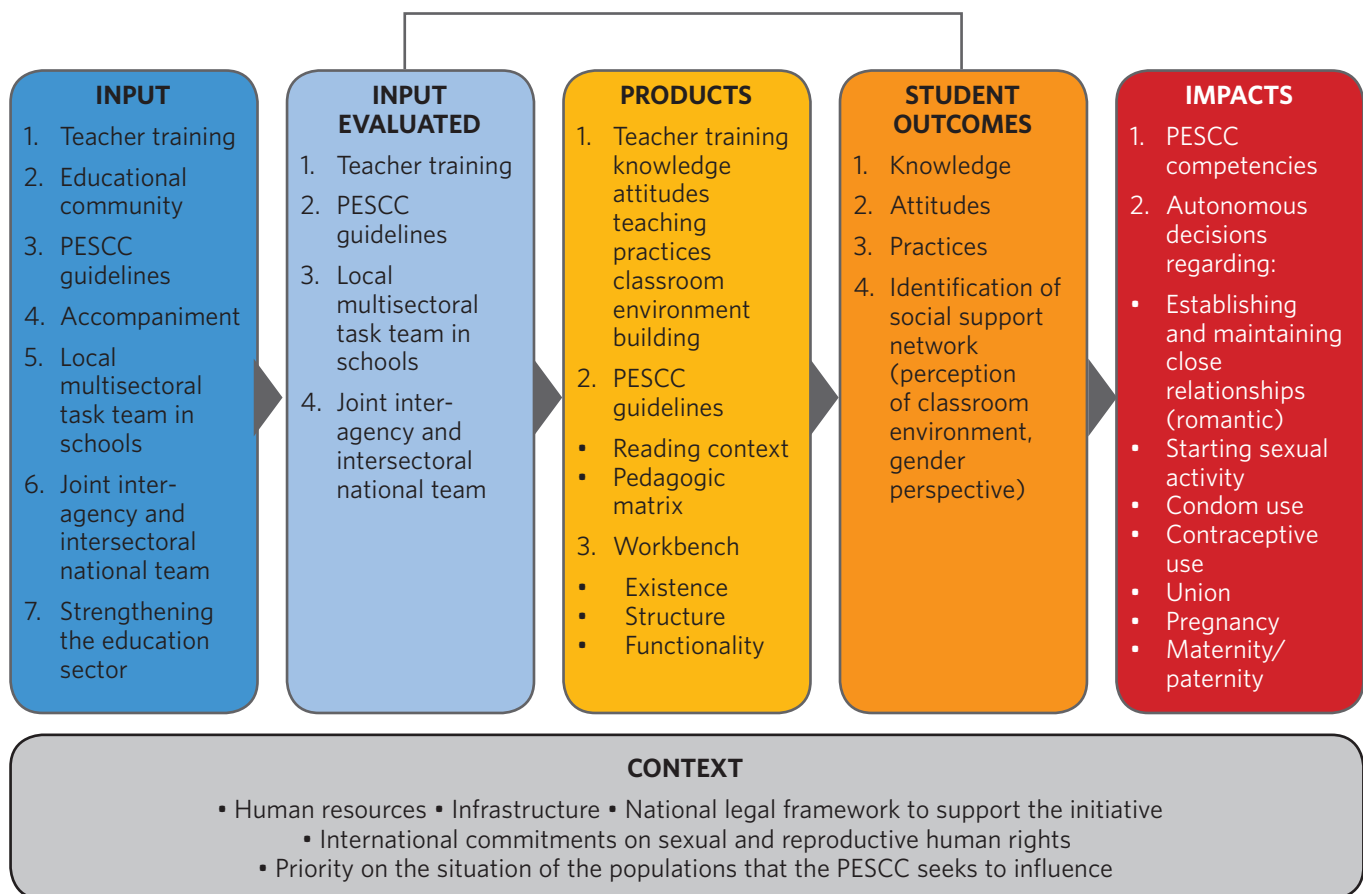 INPUT
1. Teacher training
2. Educational
community
3. PESCC
guidelines
4. Accompaniment
5. Local
multisectoral
task team in
schools
6. Joint inter-
agency and
intersectoral
national team
7. Strengthening
the education
sector
INPUT
EVALUATED
1. Teacher training
2. PESCC
guidelines
3. Local
multisectoral
task team in
schools
4. Joint inter-
agency and
intersectoral
national team
PRODUCTS
1. Teacher training
knowledge
attitudes
teaching
practices
classroom
environment
building
2. PESCC
guidelines
• Reading context
• Pedagogic
matrix
3. Workbench
• Existence
• Structure
• Functionality
STUDENT
OUTCOMES
1. Knowledge
2. Attitudes
3. Practices
4. Identification of
social support
network
(perception
of classroom
environment,
gender
perspective)
IMPACTS
1. PESCC
competencies
2. Autonomous
decisions
regarding:
• Establishing
and maintaining
close
relationships
(romantic)
• Starting sexual
activity
• Condom use
• Contraceptive
use
• Union
• Pregnancy
• Maternity/
paternity
CONTEXT
• Human resources • Infrastructure • National legal framework to support the initiative
• International commitments on sexual and reproductive human rights
• Priority on the situation of the populations that the PESCC seeks to influence